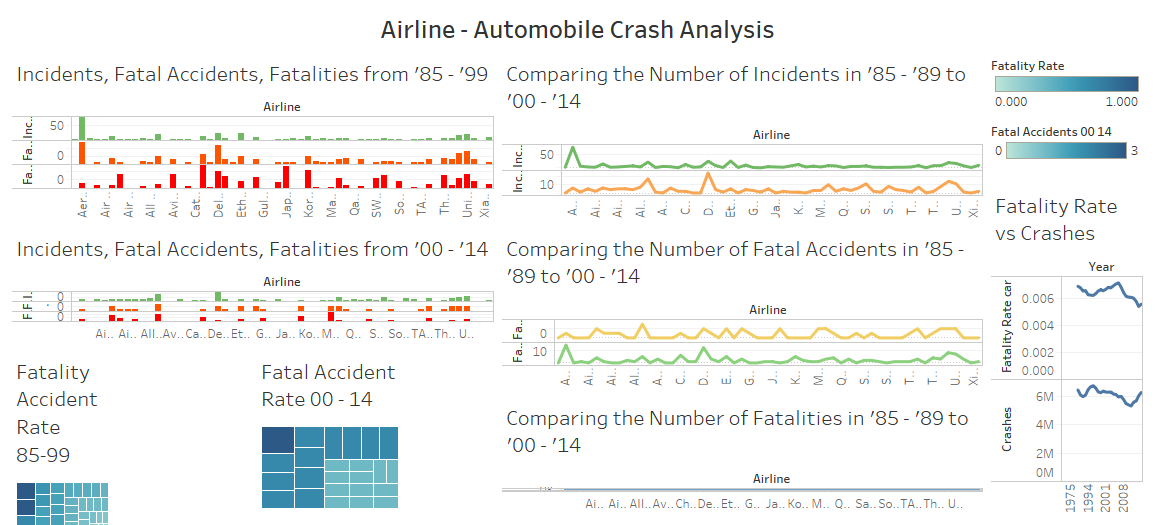 Airline - Automobile Crash Analysis
Incidents, Fatal Accidents, Fatalities from '85 - '99
Airline
50
Inc..
0
Fa..
0
Fa..
Aer.. Air .. Air .. All .. Avi.. Cat.. Del.. Eth.. Gul.. Jap.. Kor.. Ma.. Qa.. SW.. So.. TA.. Th.. Uni.. Xia..
Incidents, Fatal Accidents, Fatalities from '00 - '14
Airline
0
I..
0
F..
0
F..
Ai.. Ai.. All.. Av.. Ca.. De.. Et.. G.. Ja.. Ko.. M.. Q.. S.. So.. TA.. Th.. U..
Fatality
Accident
Rate
85-99
Fatal Accident
Rate 00 - 14
Comparing the Number of Incidents in '85 - '89 to
'00 - '14
Airline
50
Inc..
10
Inc..
A.. Ai.. Ai.. Al.. A.. C.. D.. Et.. G.. Ja.. K.. M.. Q.. S.. S.. T.. T.. U.. Xi..
Comparing the Number of Fatal Accidents in '85 -
'89 to '00 - '14
Airline
0
Fa..
10
Fa..
A.. Ai.. Ai.. Al.. A.. C.. D.. E.. G.. J.. K.. M.. Q.. S.. S.. T.. T.. U.. Xi..
Comparing the Number of Fatalities in '85 - '89 to
'00 - '14
Airline
Ai.. Ai.. All.. Av.. Ch.. De.. Et.. G.. Ja.. Ko.. M.. Q.. Sa.. So.. TA.. Th.. U..
Fatality Rate
0.000 1.000
Fatal Accidents 00 14
0 3
Fatality Rate
vs Crashes
Year
Fatality Rate car
0.006
0.004
0.002
0.000
Crashes
6M
4M
2M
0M
1975 1994 2001 2008